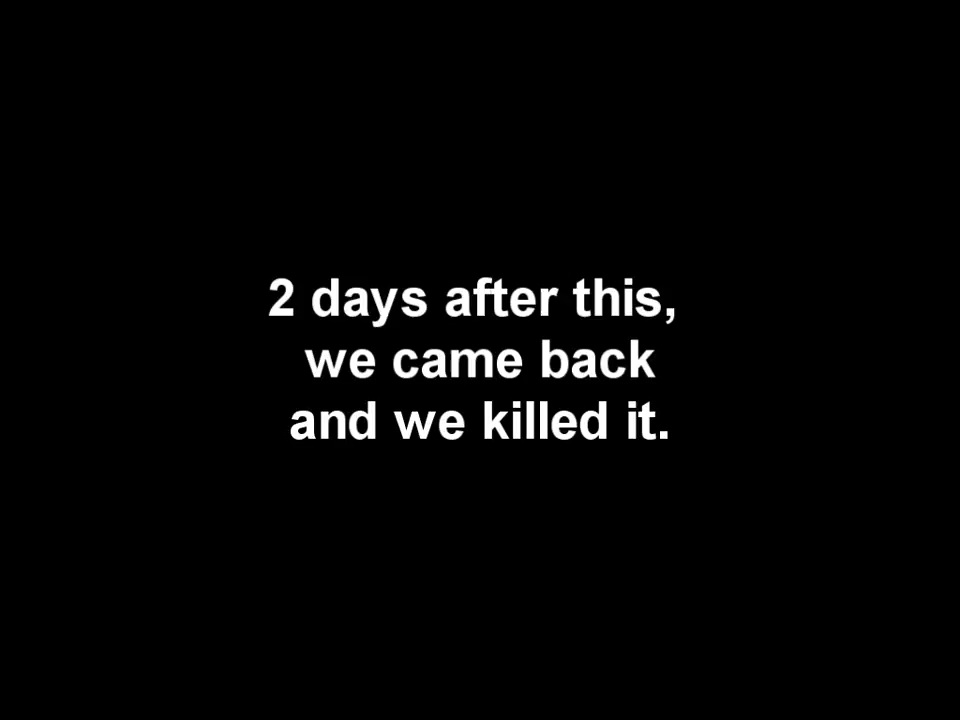 2 days after this,
we came back
and we killed it.